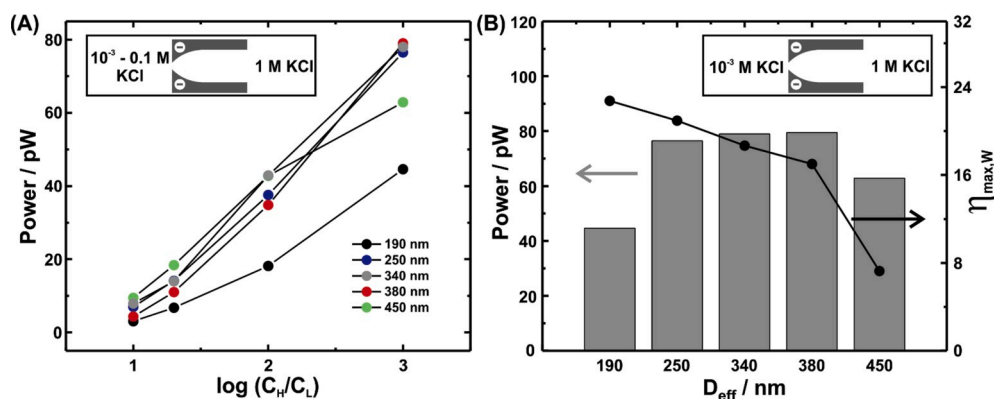 (A)
80
60
40
20
0
Power / pW
10⁻³ - 0.1 M
KCl
1 M KCl
190 nm
250 nm
340 nm
380 nm
450 nm
1
2
3
log (C_H/C_L)
(B)
120
100
80
60
40
20
0
Power / pW
10⁻³ M KCl
1 M KCl
32
24
16
8
0
η_max,W
190
250
340
380
450
D_eff / nm